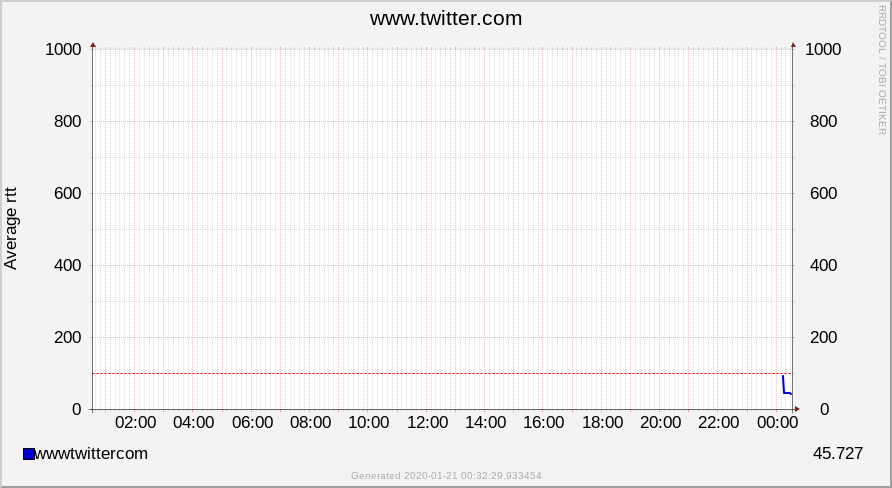 www.twitter.com
RRDTOOL / TOBI OETIKER
1000 1000
800 800
600 600
400 400
200 200
0 0
Average rtt
02:00 04:00 06:00 08:00 10:00 12:00 14:00 16:00 18:00 20:00 22:00 00:00
wwwtwittercom 45.727
Generated 2020-01-21 00:32:29.933454